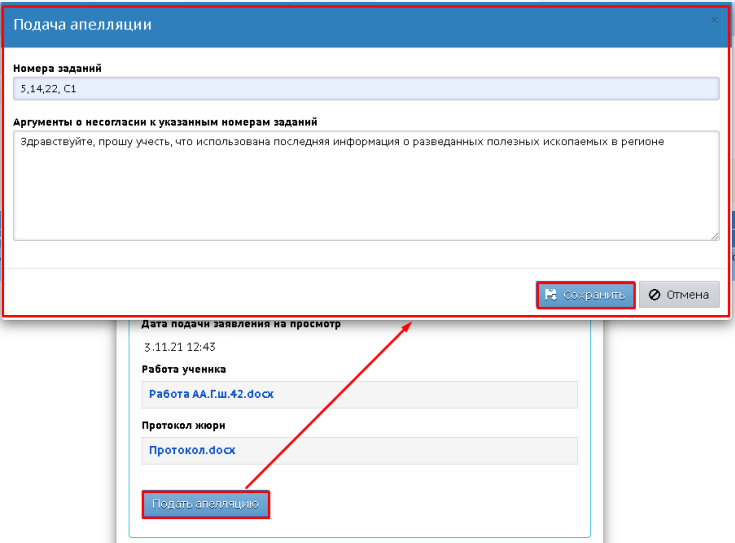 Подача апелляции
×
Номера заданий
5,14,22, С1
Аргументы о несогласии к указанным номерам заданий
Здравствуйте, прошу учесть, что использована последняя информация о разведанных полезных ископаемых в регионе
Сохранить
Отмена
Дата подачи заявления на просмотр
3.11.21 12:43
Работа ученика
Работа АА.Г.ш.42.docx
Протокол жюри
Протокол.docx
Подать апелляцию